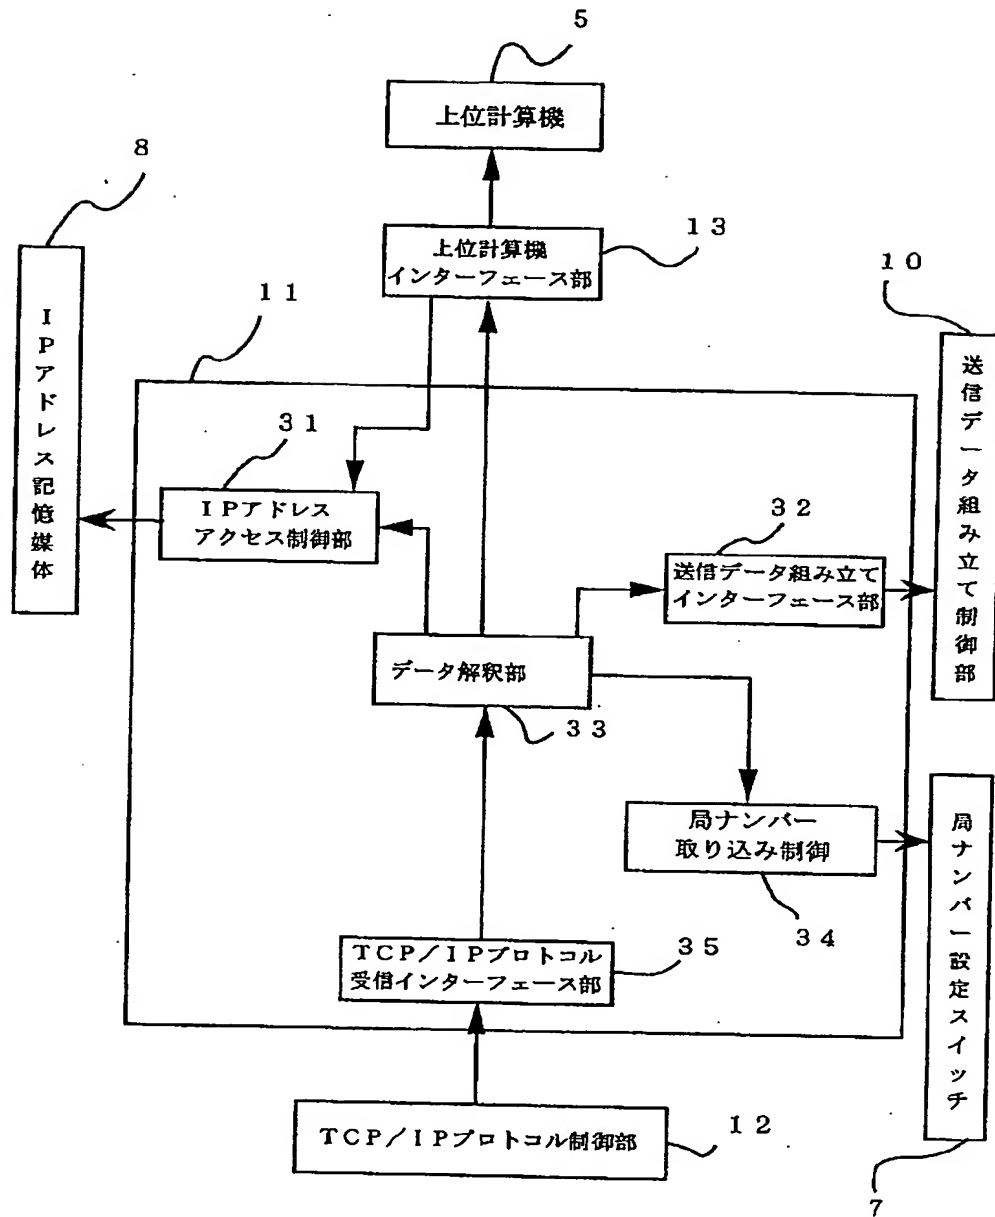 5
上位計算機
8
上位計算機
インターフェース部
13
10
11
IPアドレス記憶媒体
送信データ組み立て制御部
31
IPアドレス
アクセス制御部
32
送信データ組み立て
インターフェース部
データ解釈部
33
局ナンバー
取り込み制御
34
局ナンバー設定スイッチ
TCP/IPプロトコル
受信インターフェース部
35
TCP/IPプロトコル制御部
12
7